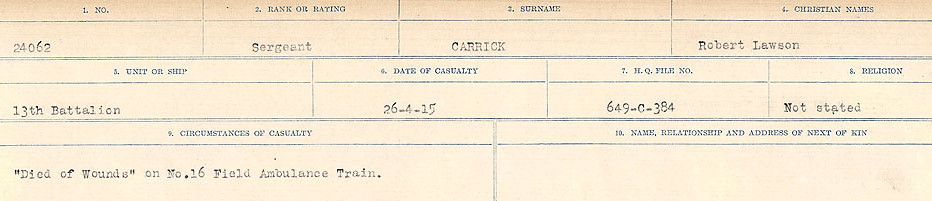 1. NO. 2. RANK OR RATING 3. SURNAME 4. CHRISTIAN NAMES
24062 Sergeant CARRICK Robert Lawson
5. UNIT OR SHIP 6. DATE OF CASUALTY 7. H.Q. FILE NO. 8. RELIGION
13th Battalion 26-4-15 649-C-384 Not stated
9. CIRCUMSTANCES OF CASUALTY 10. NAME, RELATIONSHIP AND ADDRESS OF NEXT OF KIN
"Died of Wounds" on No.16 Field Ambulance Train.